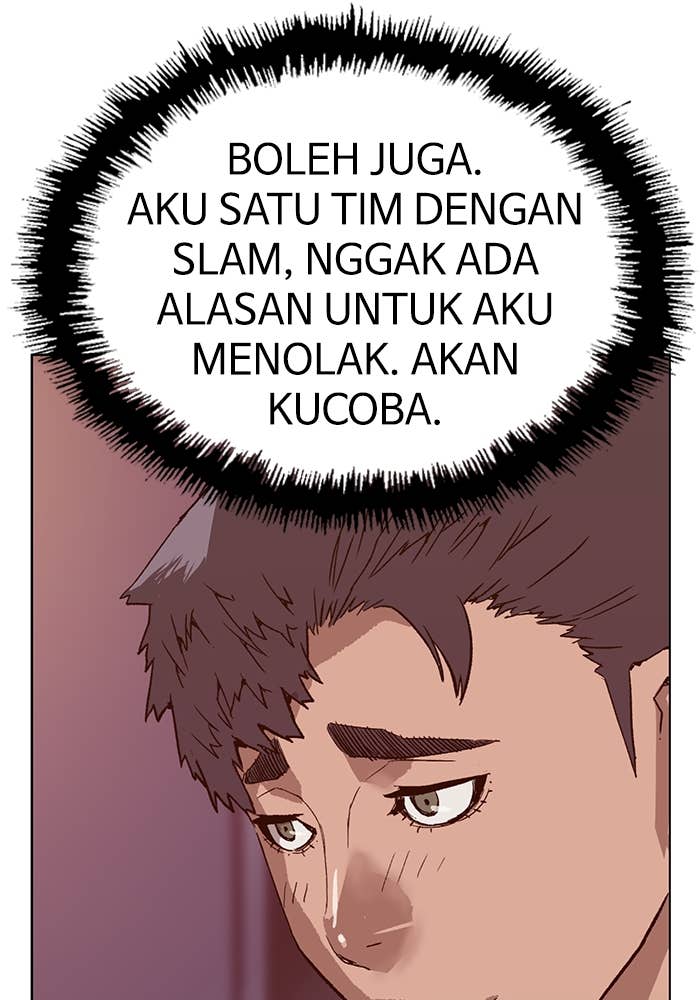 BOLEH JUGA.
AKU SATU TIM DENGAN
SLAM, NGGAK ADA
ALASAN UNTUK AKU
MENOLAK. AKAN
KUCOBA.